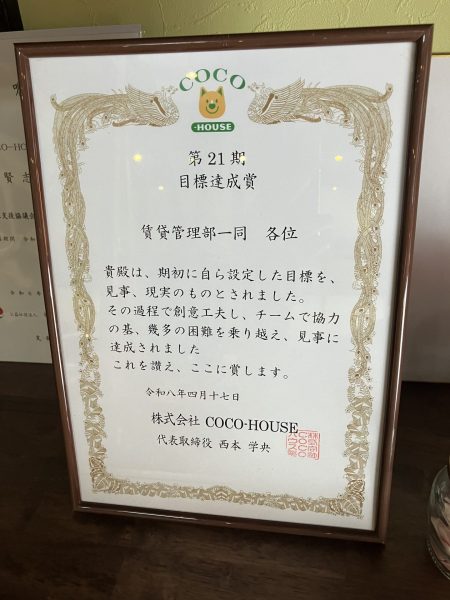 COCO
-HOUSE
第21期
目標達成賞
賃貸管理部一同 各位
貴殿は、期初に自ら設定した目標を、
見事、現実のものとされました。
その過程で創意工夫し、チームで協力
の基、幾多の困難を乗り越え、見事に
達成されました
これを讃え、ここに賞します。
令和八年四月十七日
株式会社 COCO-HOUSE
代表取締役 西本 学央